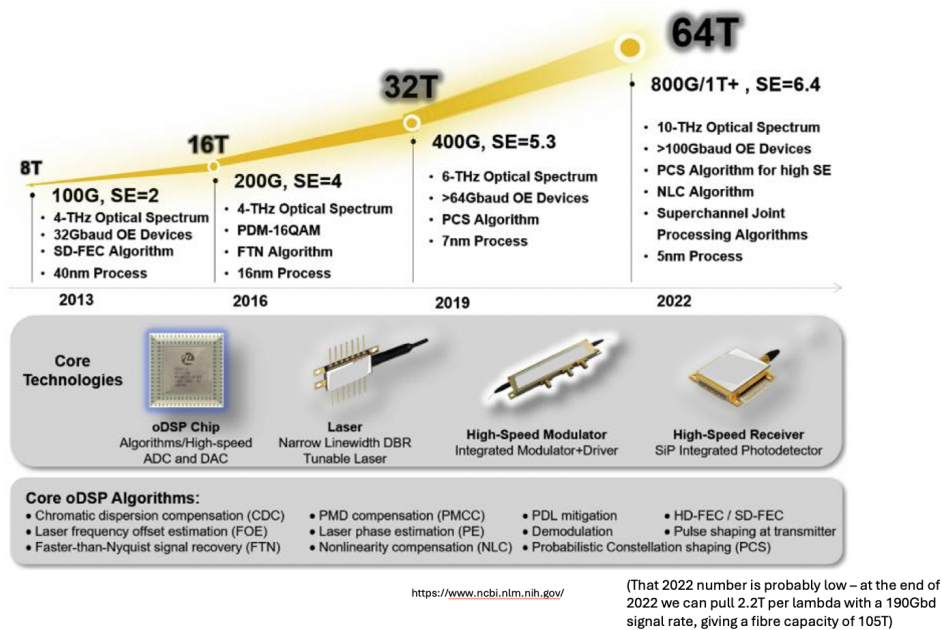 64T
32T
16T
8T
800G/1T+ , SE=6.4
• 10-THz Optical Spectrum
• >100Gbaud OE Devices
• PCS Algorithm for high SE
• NLC Algorithm
• Superchannel Joint
Processing Algorithms
• 5nm Process
400G, SE=5.3
• 6-THz Optical Spectrum
• >64Gbaud OE Devices
• PCS Algorithm
• 7nm Process
200G, SE=4
• 4-THz Optical Spectrum
• PDM-16QAM
• FTN Algorithm
• 16nm Process
100G, SE=2
• 4-THz Optical Spectrum
• 32Gbaud OE Devices
• SD-FEC Algorithm
• 40nm Process
2013
2016
2019
2022
Core
Technologies
oDSP Chip
Algorithms/High-speed
ADC and DAC
Laser
Narrow Linewidth DBR
Tunable Laser
High-Speed Modulator
Integrated Modulator+Driver
High-Speed Receiver
SiP Integrated Photodetector
Core oDSP Algorithms:
• Chromatic dispersion compensation (CDC)
• Laser frequency offset estimation (FOE)
• Faster-than-Nyquist signal recovery (FTN)
• PMD compensation (PMCC)
• Laser phase estimation (PE)
• Nonlinearity compensation (NLC)
• PDL mitigation
• Demodulation
• Probabilistic Constellation shaping (PCS)
• HD-FEC / SD-FEC
• Pulse shaping at transmitter
https://www.ncbi.nlm.nih.gov/
(That 2022 number is probably low – at the end of
2022 we can pull 2.2T per lambda with a 190Gbd
signal rate, giving a fibre capacity of 105T)